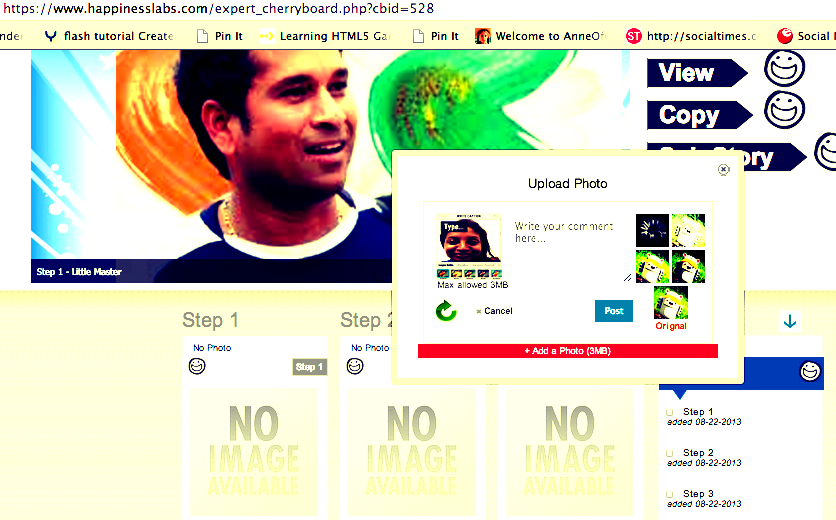 https://www.happinesslabs.com/expert_cherryboard.php?cbid=528
nder
flash tutorial Create
Pin It
Learning HTML5 Ga
Pin It
Welcome to AnneOf
ST
http://socialtimes.c
Social I
View
Copy
Story
Upload Photo
WRITE CAPTION
Type...
Write your comment
here...
Max allowed 3MB
Cancel
Post
Orignal
+ Add a Photo (3MB)
Step 1 - Little Master
Step 1
Step 2
No Photo
No Photo
Step 1
NO
IMAGE
AVAILABLE
NO
IMAGE
AVAILABLE
NO
IMAGE
AVAILABLE
Step 1
added 08-22-2013
Step 2
added 08-22-2013
Step 3
added 08-22-2013